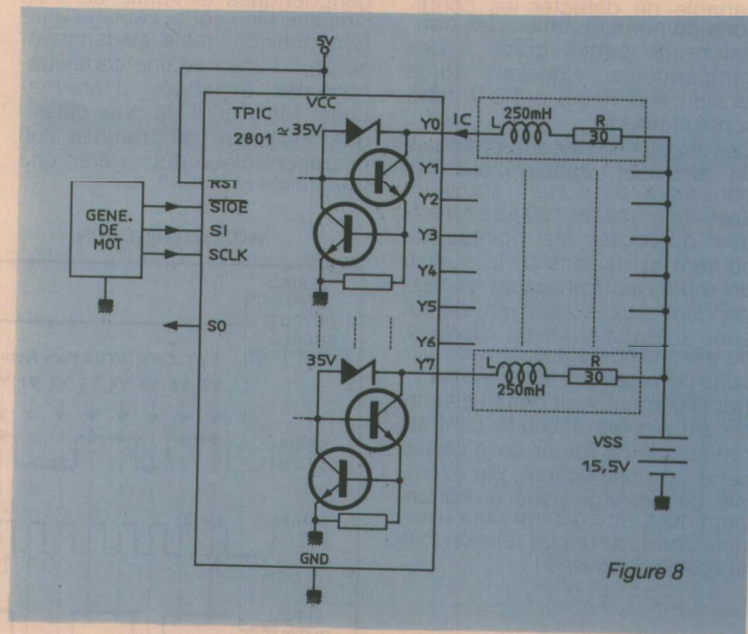 5V
VCC
TPIC
2801
≃35V
Y0
IC
L
250mH
R
30
Y1
Y2
Y3
Y4
Y5
Y6
Y7
RST
SIOE
SI
SCLK
SO
GENE.
DE
MOT
35V
L
250mH
R
30
VSS
15,5V
GND
Figure 8